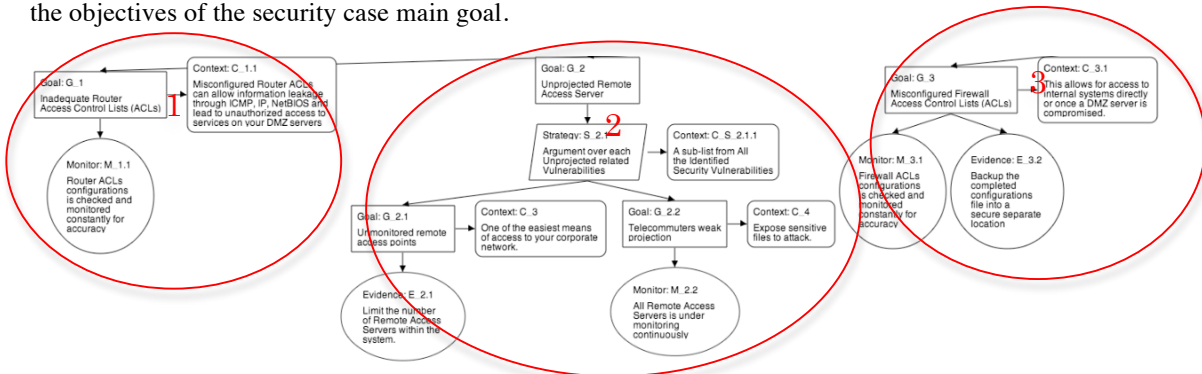 the objectives of the security case main goal.
Goal: G_1
Inadequate Router
Access Control Lists (ACLs)
1
Context: C_1.1
Misconfigured Router ACLs
can allow information leakage
through ICMP, IP, NetBIOS and
lead to unauthorized access to
services on your DMZ servers
Monitor: M_1.1
Router ACLs
configurations
is checked and
monitored
constantly for
accuracy
Goal: G_2
Unprojected Remote
Access Server
2
Strategy: S_2.1
Argument over each
Unprojected related
Vulnerabilities
Context: C_S_2.1.1
A sub-list from All
the Identified
Security Vulnerabilities
Goal: G_2.1
Unmonitored remote
access points
Context: C_3
One of the easiest means
of access to your corporate
network.
Goal: G_2.2
Telecommuters weak
projection
Context: C_4
Expose sensitive
files to attack.
Evidence: E_2.1
Limit the number
of Remote Access
Servers within the
system.
Monitor: M_2.2
All Remote Access
Servers is under
monitoring
continuously
Goal: G_3
Misconfigured Firewall
Access Control Lists (ACLs)
3
Context: C_3.1
This allows for access to
internal systems directly
or once a DMZ server is
compromised.
Monitor: M_3.1
Firewall ACLs
configurations
is checked and
monitored
constantly for
accuracy
Evidence: E_3.2
Backup the
completed
configurations
file into a
secure separate
location